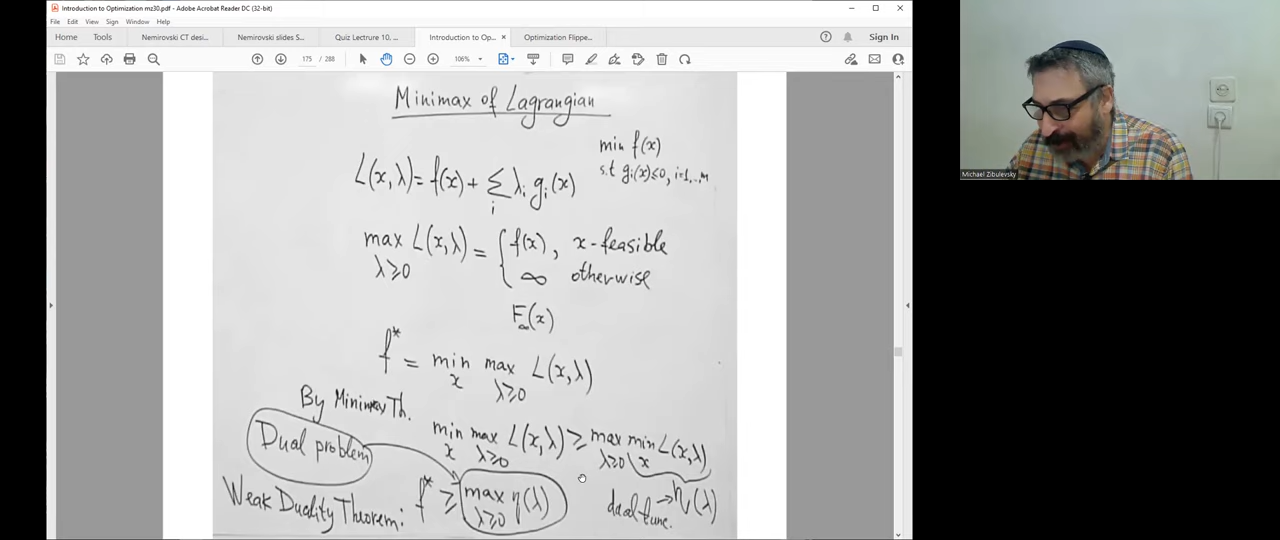 Introduction to Optimization mz30.pdf - Adobe Acrobat Reader DC (32-bit)
File Edit View Sign Window Help
Home Tools Nemirovski CT desi... Nemirovski slides S... Quiz Lectrure 10. ... Introduction to Op... × Optimization Flippe... Sign In
175 / 288 106%
Minimax of Lagrangian
min f(x)
s.t gᵢ(x)≤0, i=1,..m
L(x,λ)=f(x)+ Σᵢ λᵢ gᵢ(x)
max λ≥0 L(x,λ) = { f(x), x-feasible
∞ otherwise
F∞(x)
f* = min x max λ≥0 L(x,λ)
By Minimax Th.
min x max λ≥0 L(x,λ) ≥ max λ≥0 min x L(x,λ)
Dual problem
Weak Duality Theorem: f* ≥ max λ≥0 η(λ)
dual func. → η(λ)
Michael Zibulevsky